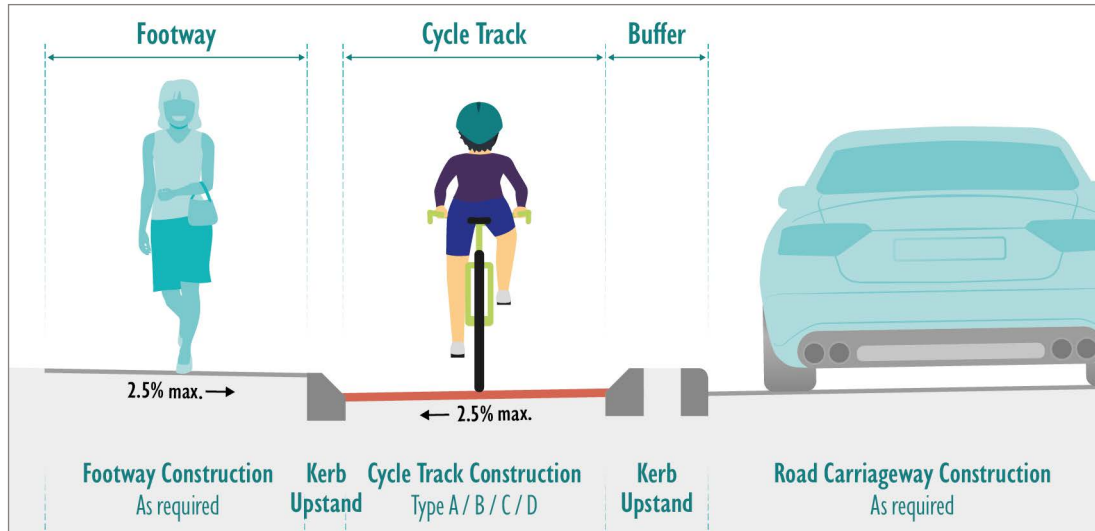 Footway
Cycle Track
Buffer
2.5% max. →
← 2.5% max.
Footway Construction
As required
Kerb
Upstand
Cycle Track Construction
Type A / B / C / D
Kerb
Upstand
Road Carriageway Construction
As required